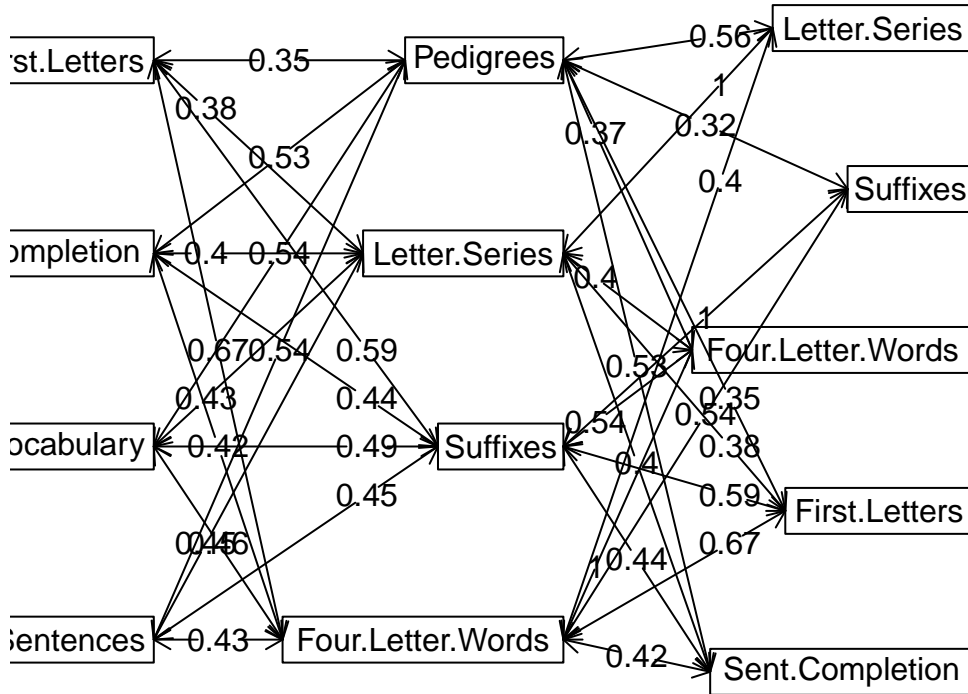 Letter.Series
0.56
rst.Letters 0.35 Pedigrees
1
0.38
0.32
0.37
0.53
0.4
Suffixes
ompletion 0.4 0.54 Letter.Series
0.4
1
0.67 0.54 0.59 Four.Letter.Words
0.53
0.43 0.44 0.35
0.54 0.54
ocabulary 0.42 0.49 Suffixes 0.38
0.4
0.45 0.59
First.Letters
0.45 0.46 0.67
1 0.44
Sentences 0.43 Four.Letter.Words
0.42
Sent.Completion